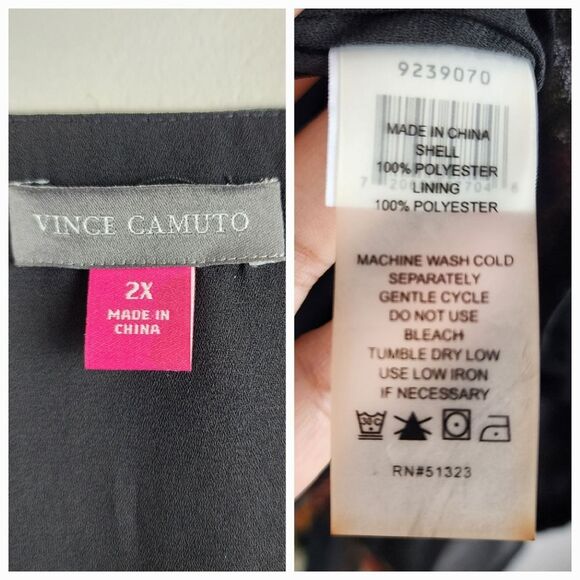 VINCE CAMUTO
2X
MADE IN
CHINA
9239070
MADE IN CHINA
SHELL
100% POLYESTER
LINING
100% POLYESTER
MACHINE WASH COLD
SEPARATELY
GENTLE CYCLE
DO NOT USE
BLEACH
TUMBLE DRY LOW
USE LOW IRON
IF NECESSARY
30C
RN#51323